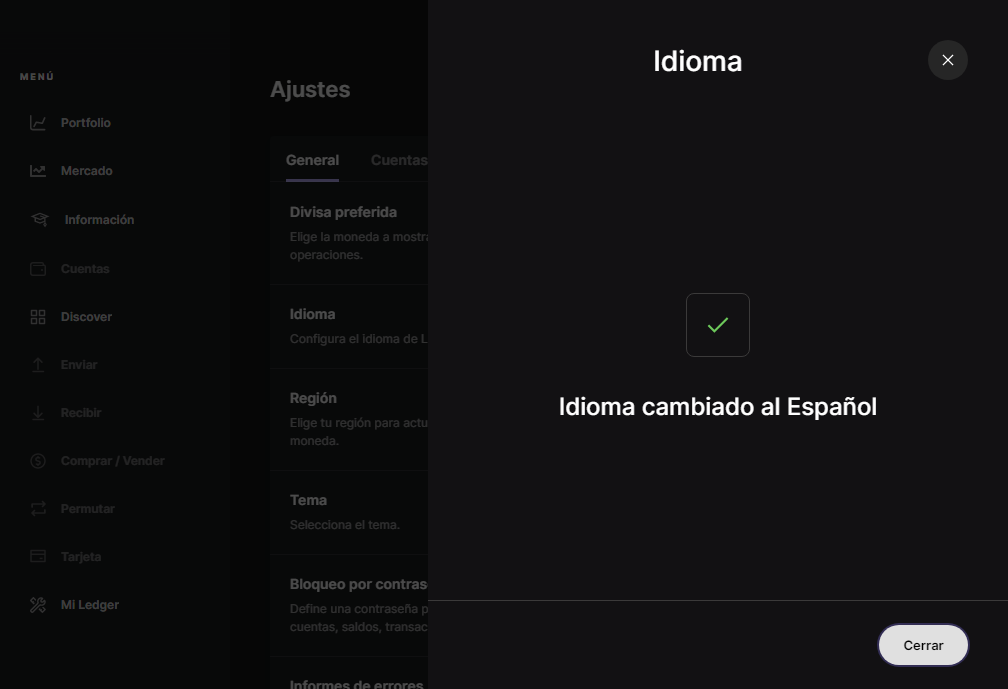 MENÚ
Portfolio
Mercado
Información
Cuentas
Discover
Enviar
Recibir
Comprar / Vender
Permutar
Tarjeta
Mi Ledger
Ajustes
General
Cuentas
Divisa preferida
Elige la moneda a mostra
operaciones.
Idioma
Configura el idioma de L
Región
Elige tu región para actu
moneda.
Tema
Selecciona el tema.
Bloqueo por contras
Define una contraseña p
cuentas, saldos, transac
Informes de errores
Idioma
Idioma cambiado al Español
Cerrar